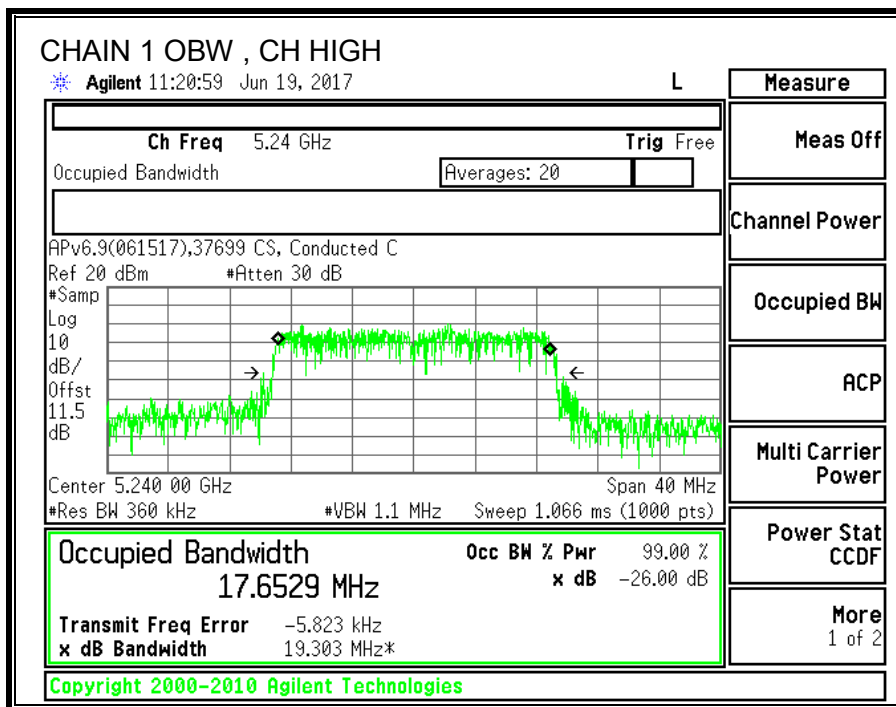 CHAIN 1 OBW , CH HIGH
Agilent 11:20:59 Jun 19, 2017 L
Measure
Ch Freq 5.24 GHz Trig Free
Occupied Bandwidth Averages: 20
APv6.9(061517),37699 CS, Conducted C
Ref 20 dBm #Atten 30 dB
#Samp
Log
10
dB/
Offst
11.5
dB
Center 5.240 00 GHz Span 40 MHz
#Res BW 360 kHz #VBW 1.1 MHz Sweep 1.066 ms (1000 pts)
Occupied Bandwidth Occ BW % Pwr 99.00 %
17.6529 MHz x dB -26.00 dB
Transmit Freq Error -5.823 kHz
x dB Bandwidth 19.303 MHz*
Copyright 2000-2010 Agilent Technologies
Meas Off
Channel Power
Occupied BW
ACP
Multi Carrier
Power
Power Stat
CCDF
More
1 of 2